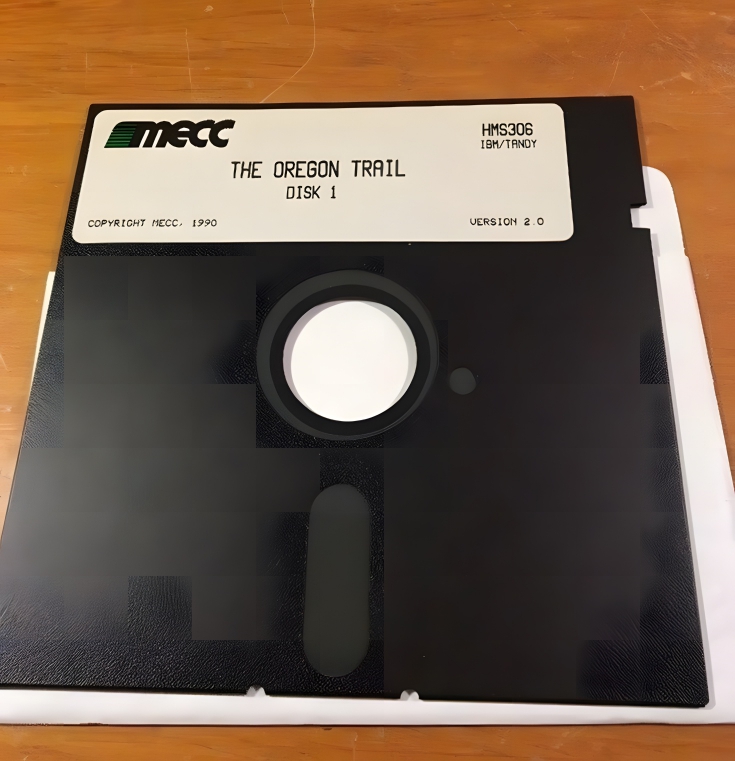 mecc
HMS306
IBM/TANDY
THE OREGON TRAIL
DISK 1
COPYRIGHT MECC, 1990
VERSION 2.0